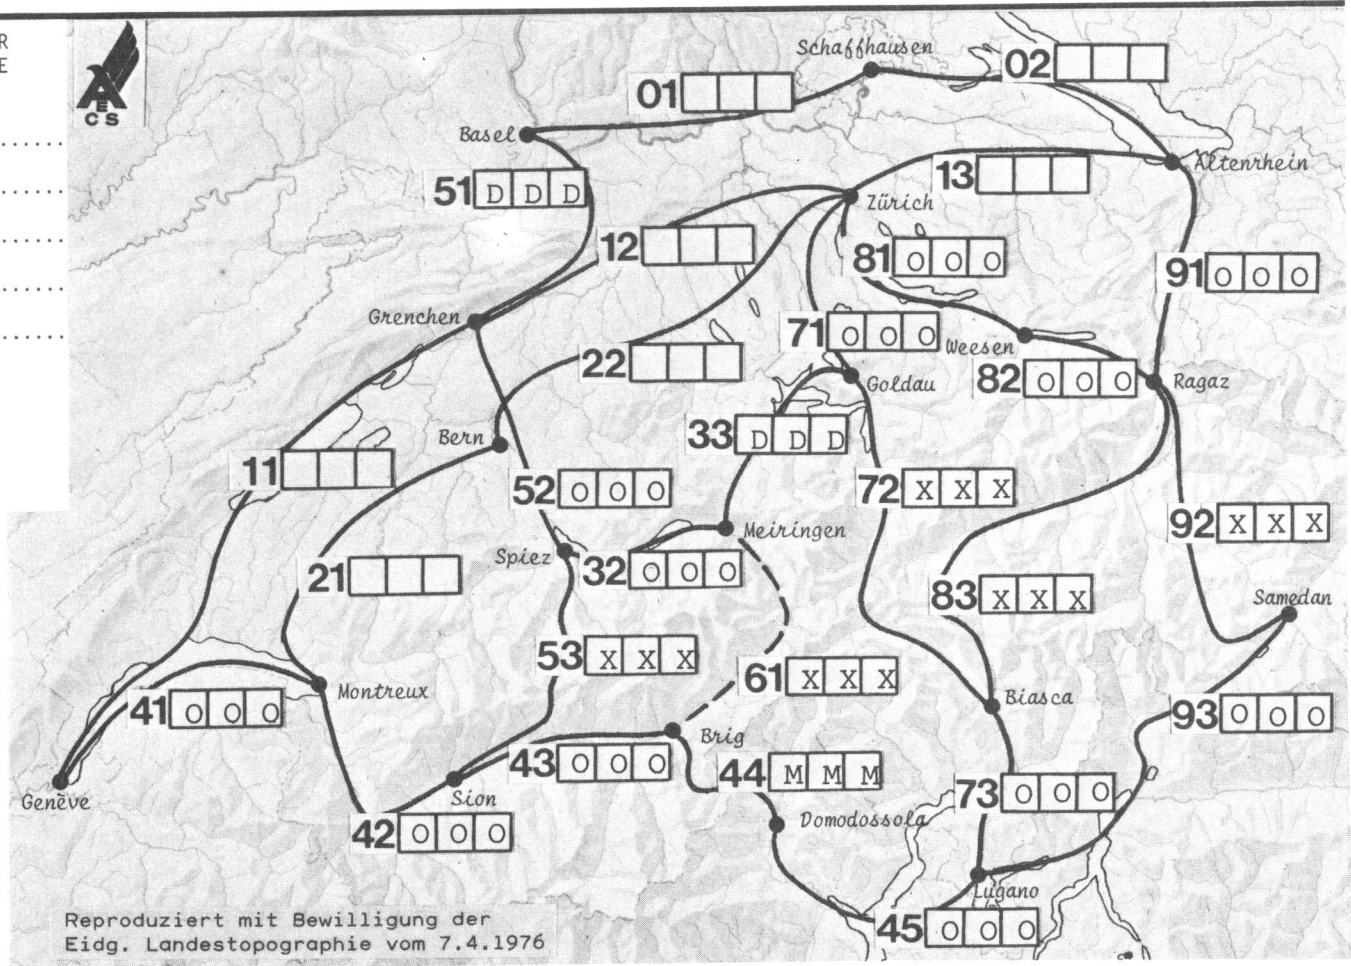 R
E
AECS
Schaffhausen
02
01
Basel
Altenrhein
13
51 D D D
Zürich
12
81 O O O
91 O O O
Grenchen
71 O O O
Weesen
22
82 O O O
Ragaz
Goldau
33 D D D
Bern
11
52 O O O
72 X X X
92 X X X
Meiringen
Spiez
32 O O O
21
83 X X X
Samedan
53 X X X
61 X X X
Montreux
41 O O O
Biasca
93 O O O
Brig
43 O O O
44 M M M
73 O O O
Genève
Sion
42 O O O
Domodossola
Lugano
45 O O O
Reproduziert mit Bewilligung der
Eidg. Landestopographie vom 7.4.1976